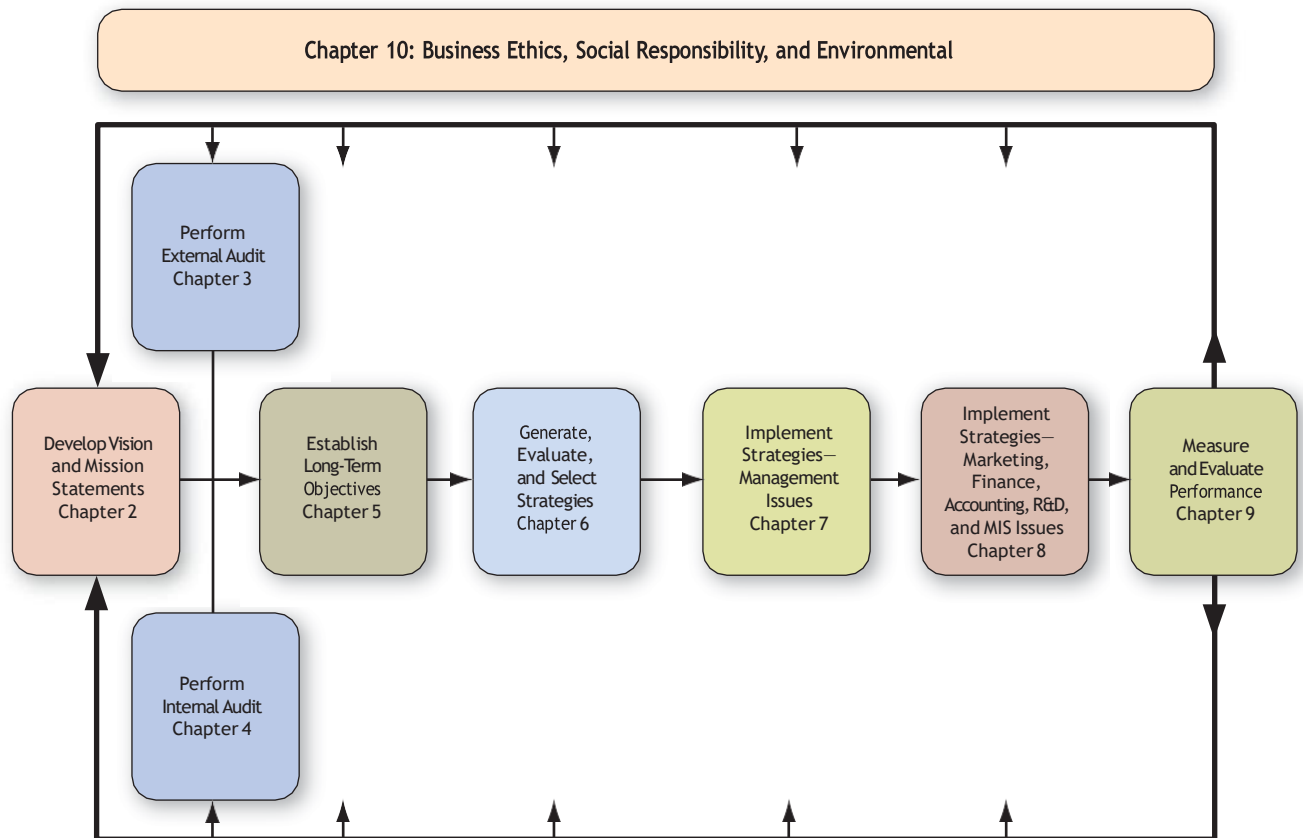 Chapter 10: Business Ethics, Social Responsibility, and Environmental
Perform
External Audit
Chapter 3
Develop Vision
and Mission
Statements
Chapter 2
Establish
Long-Term
Objectives
Chapter 5
Generate,
Evaluate,
and Select
Strategies
Chapter 6
Implement
Strategies—
Management
Issues
Chapter 7
Implement
Strategies—
Marketing,
Finance,
Accounting, R&D,
and MIS Issues
Chapter 8
Measure
and Evaluate
Performance
Chapter 9
Perform
Internal Audit
Chapter 4